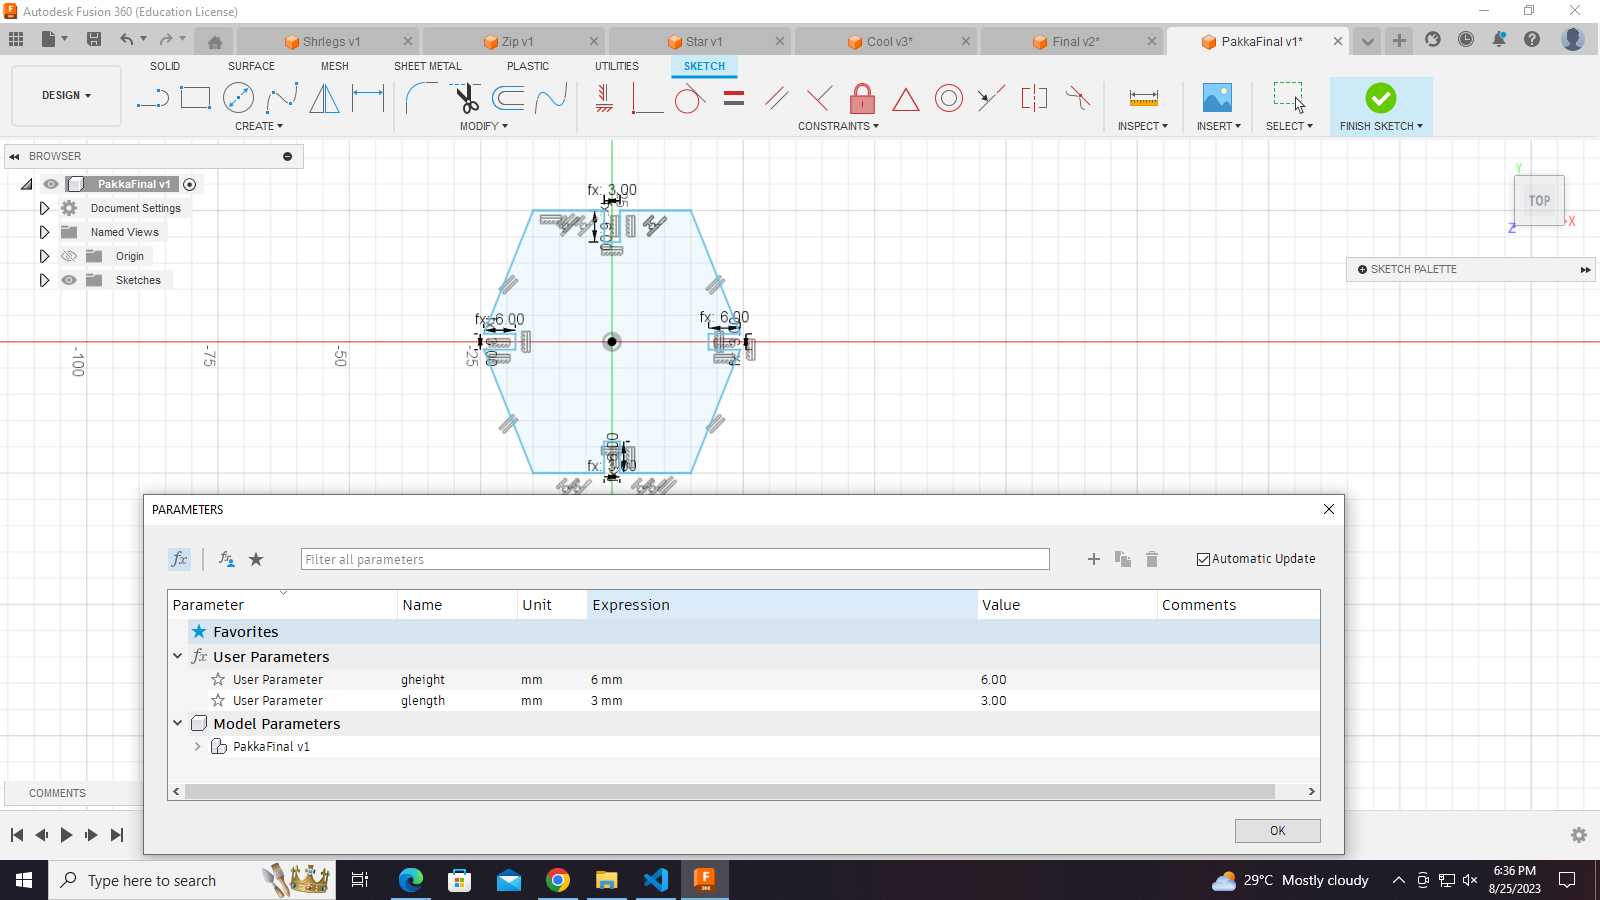 Autodesk Fusion 360 (Education License)
Shrlegs v1
Zip v1
Star v1
Cool v3*
Final v2*
PakkaFinal v1*
SOLID SURFACE MESH SHEET METAL PLASTIC UTILITIES SKETCH
DESIGN
CREATE MODIFY CONSTRAINTS INSPECT INSERT SELECT FINISH SKETCH
BROWSER
PakkaFinal v1
Document Settings
Named Views
Origin
Sketches
TOP
Y
X
Z
SKETCH PALETTE
fx: 3.00
fx: 6.00
fx: 6.00
-100
-75
-50
-25
PARAMETERS
fx
Filter all parameters
Automatic Update
Parameter Name Unit Expression Value Comments
Favorites
fx User Parameters
User Parameter gheight mm 6 mm 6.00
User Parameter glength mm 3 mm 3.00
Model Parameters
PakkaFinal v1
COMMENTS
OK
Type here to search
29°C Mostly cloudy
6:36 PM
8/25/2023